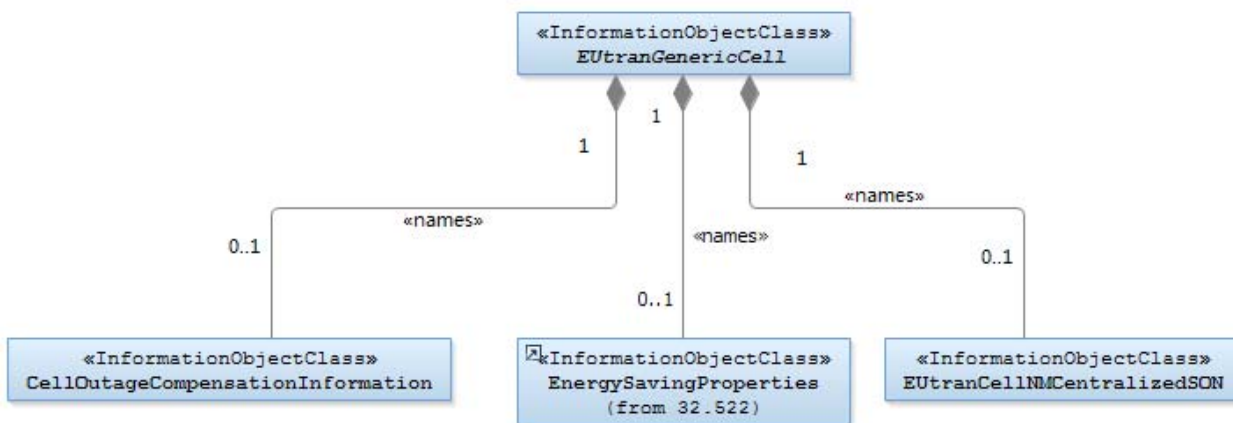 «InformationObjectClass»
EUtranGenericCell
1
1
1
«names»
«names»
«names»
0..1
0..1
0..1
«InformationObjectClass»
CellOutageCompensationInformation
«InformationObjectClass»
EnergySavingProperties
(from 32.522)
«InformationObjectClass»
EUtranCellNMCentralizedSON